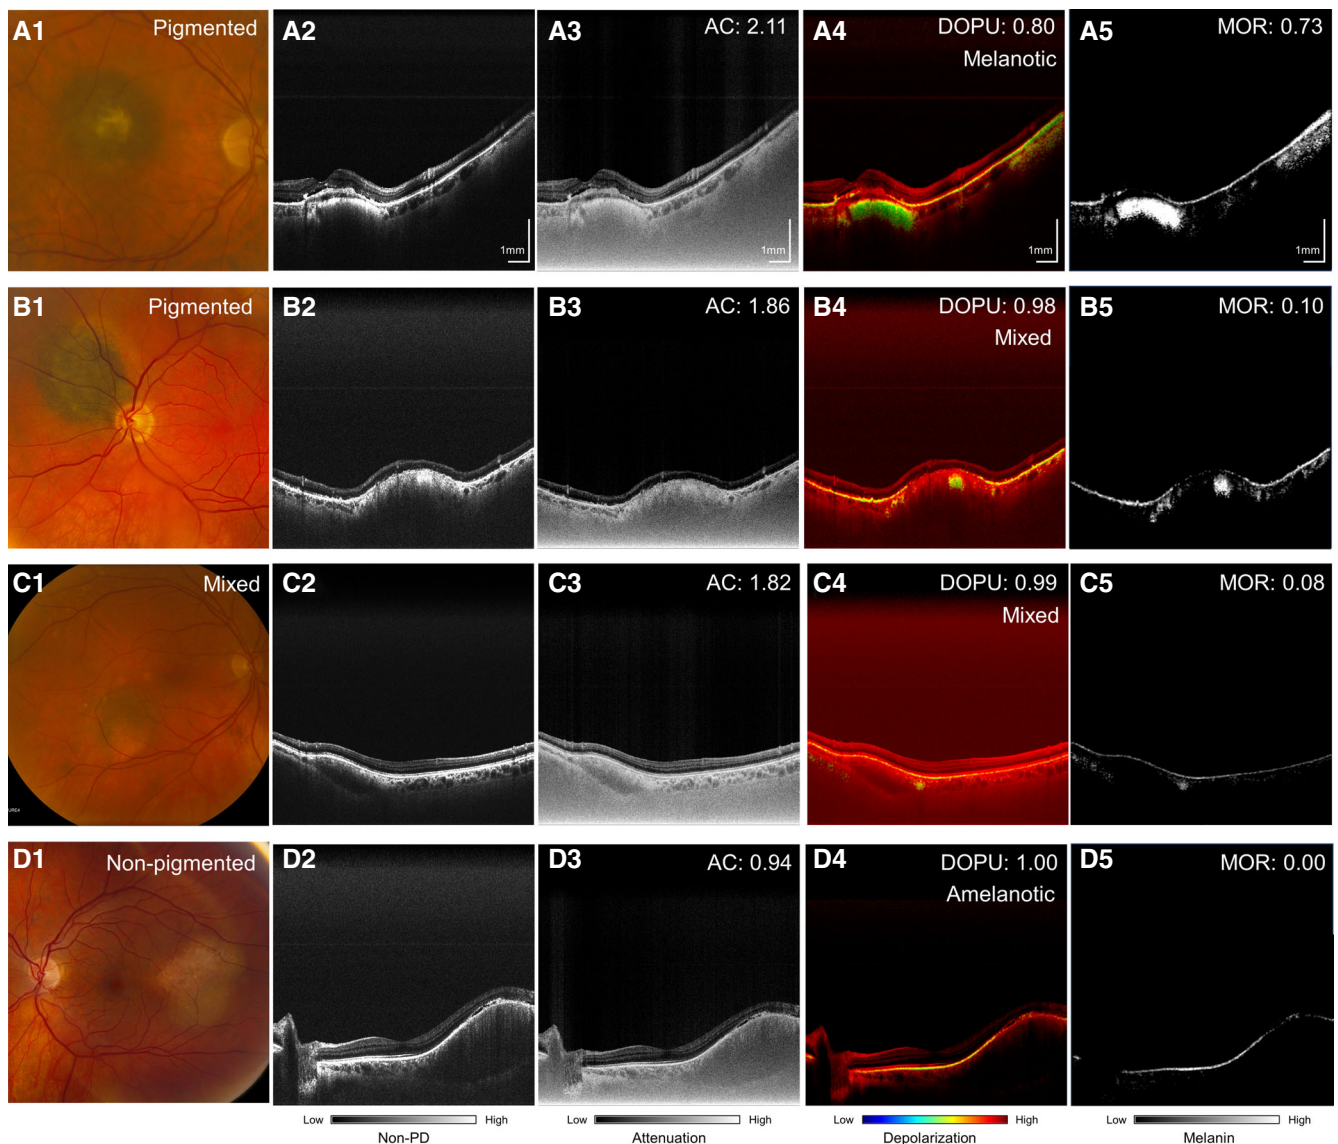 A1 Pigmented
A2
A3 AC: 2.11
A4 DOPU: 0.80
Melanotic
A5 MOR: 0.73
1mm
1mm
1mm
B1 Pigmented
B2
B3 AC: 1.86
B4 DOPU: 0.98
Mixed
B5 MOR: 0.10
C1 Mixed
C2
C3 AC: 1.82
C4 DOPU: 0.99
Mixed
C5 MOR: 0.08
D1 Non-pigmented
D2
D3 AC: 0.94
D4 DOPU: 1.00
Amelanotic
D5 MOR: 0.00
Low High
Non-PD
Low High
Attenuation
Low High
Depolarization
Low High
Melanin